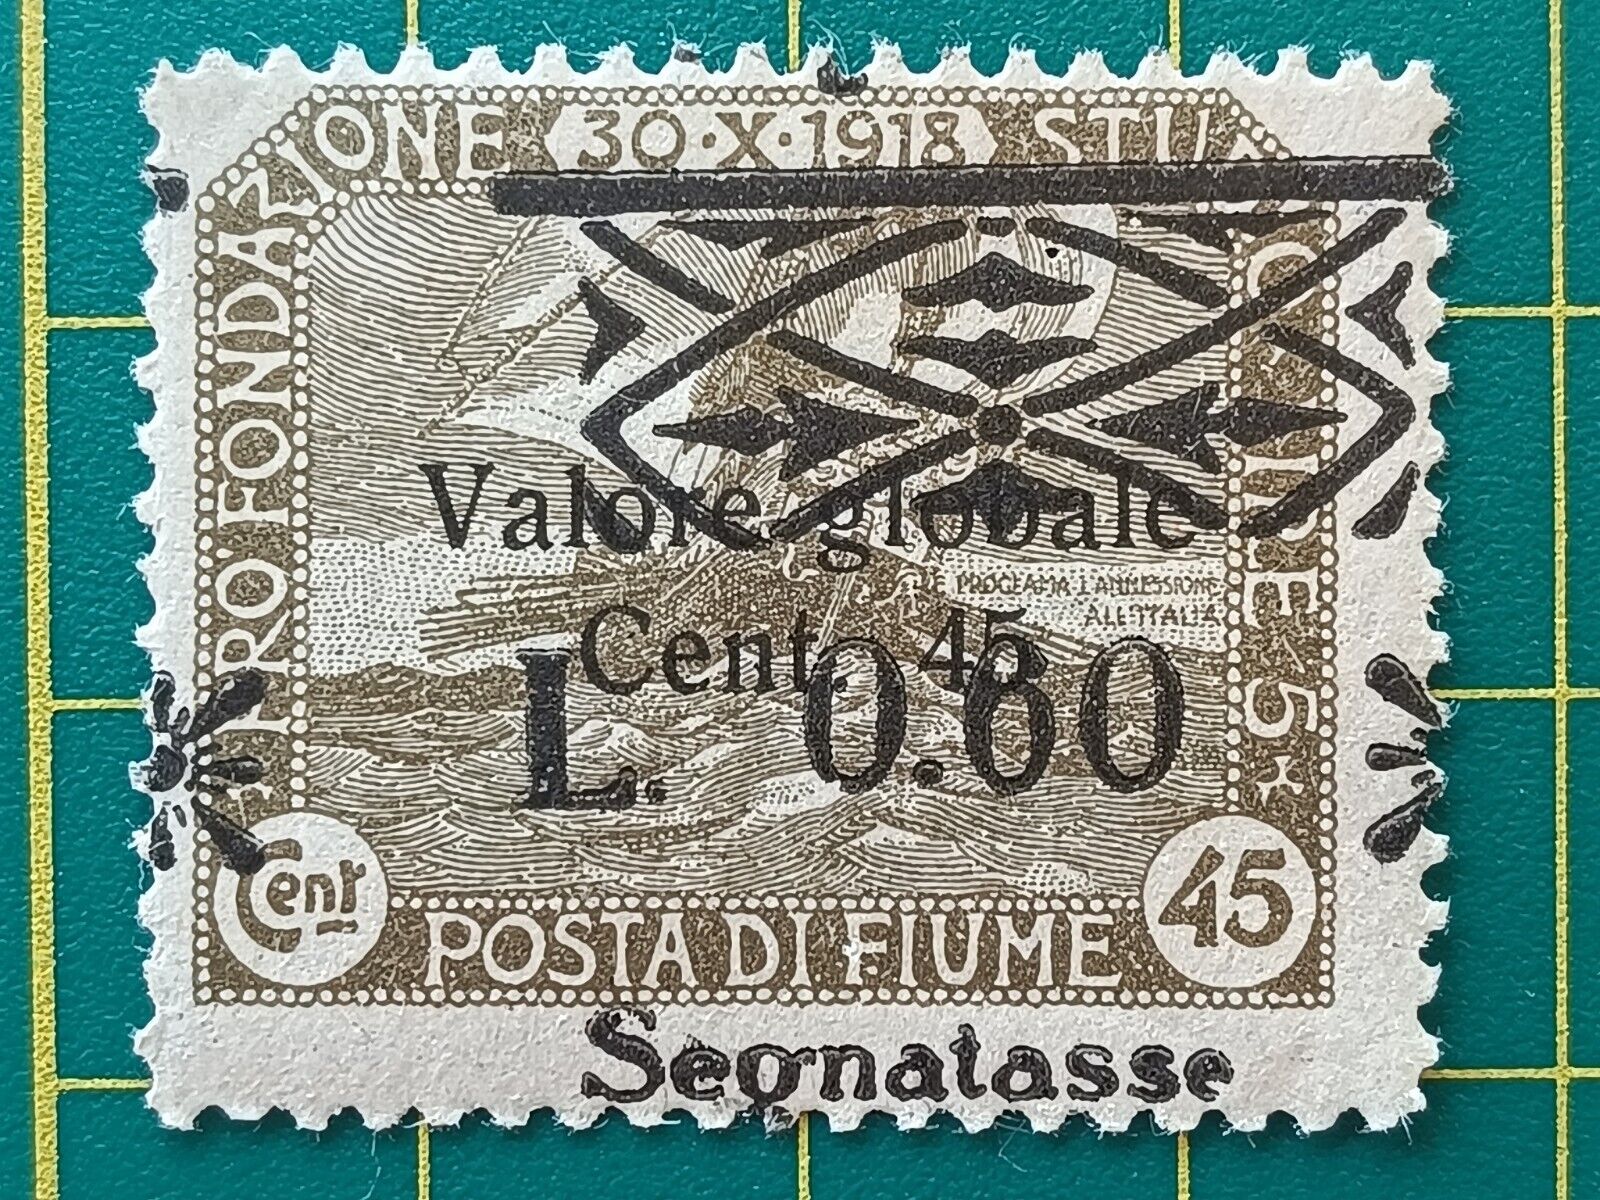 PRO FONDAZIONE 30·X·1918 STU
Valore globale
PROCLAMA L'ANNESSIONE
ALL'ITALIA
Cent. 45
L. 0.60
Cent 45
POSTA DI FIUME
Segnatasse